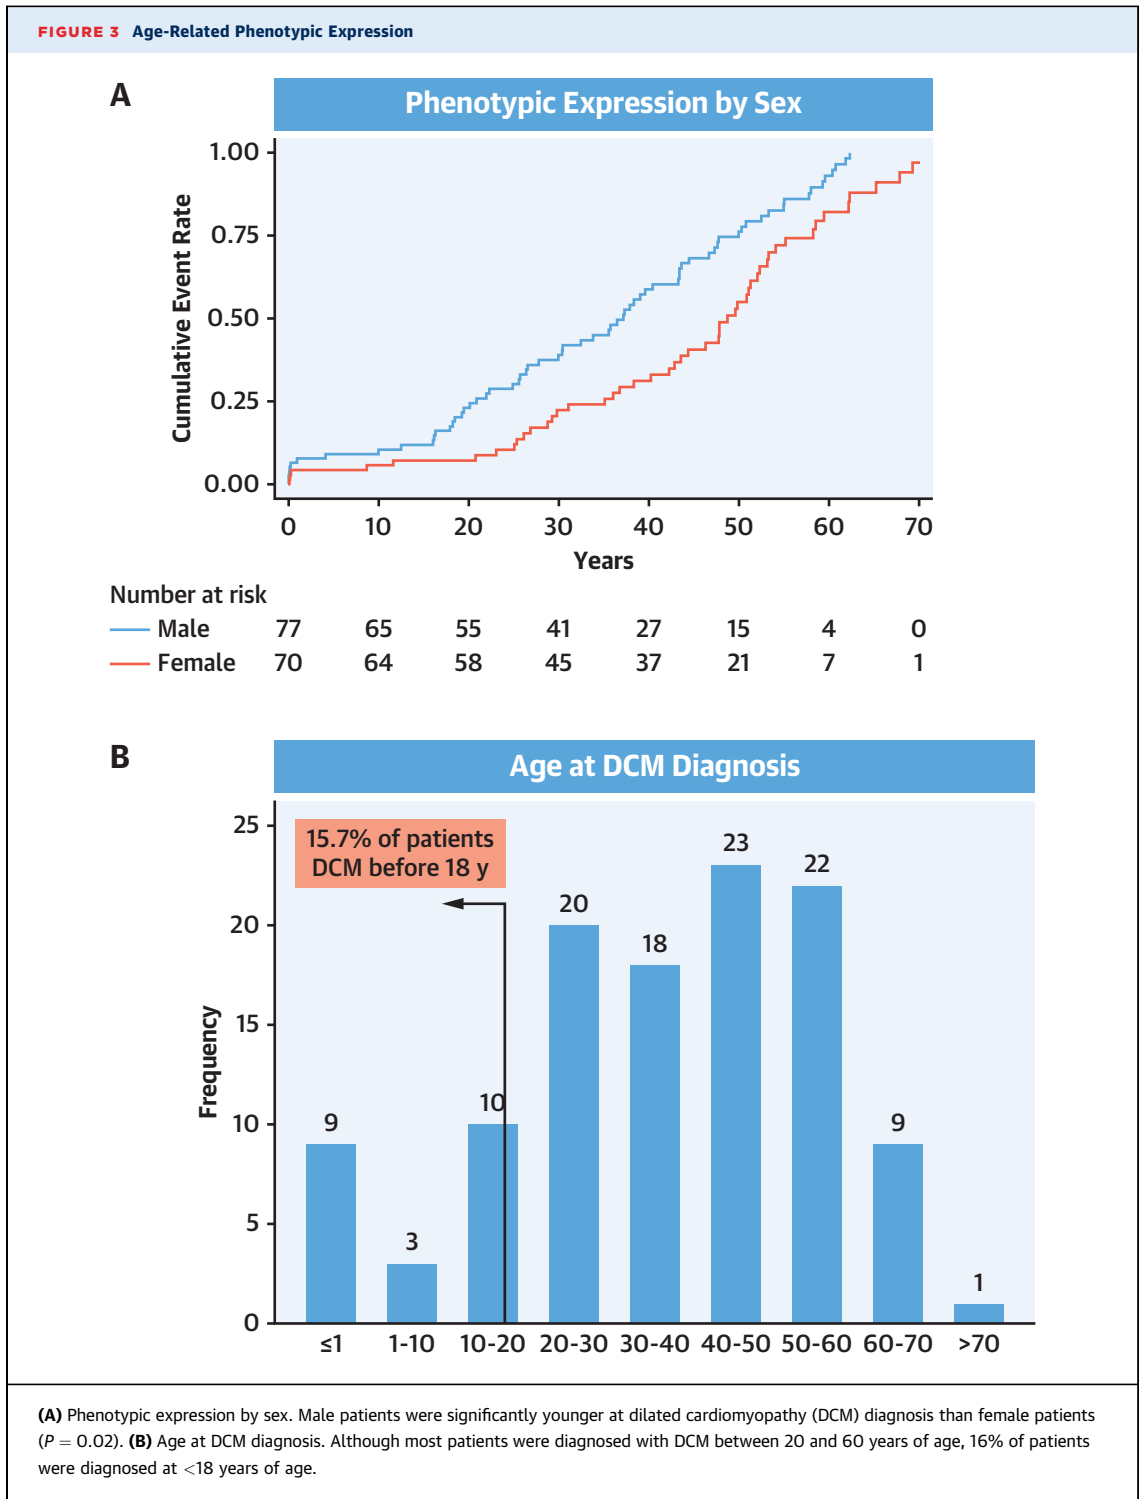 FIGURE 3 Age-Related Phenotypic Expression
A
Phenotypic Expression by Sex
1.00
0.75
0.50
0.25
0.00
Cumulative Event Rate
0 10 20 30 40 50 60 70
Years
Number at risk
Male 77 65 55 41 27 15 4 0
Female 70 64 58 45 37 21 7 1
B
Age at DCM Diagnosis
15.7% of patients
DCM before 18 y
25
20
15
10
5
0
Frequency
9
3
10
20
18
23
22
9
1
≤1 1-10 10-20 20-30 30-40 40-50 50-60 60-70 >70
(A) Phenotypic expression by sex. Male patients were significantly younger at dilated cardiomyopathy (DCM) diagnosis than female patients
(P = 0.02). (B) Age at DCM diagnosis. Although most patients were diagnosed with DCM between 20 and 60 years of age, 16% of patients
were diagnosed at <18 years of age.